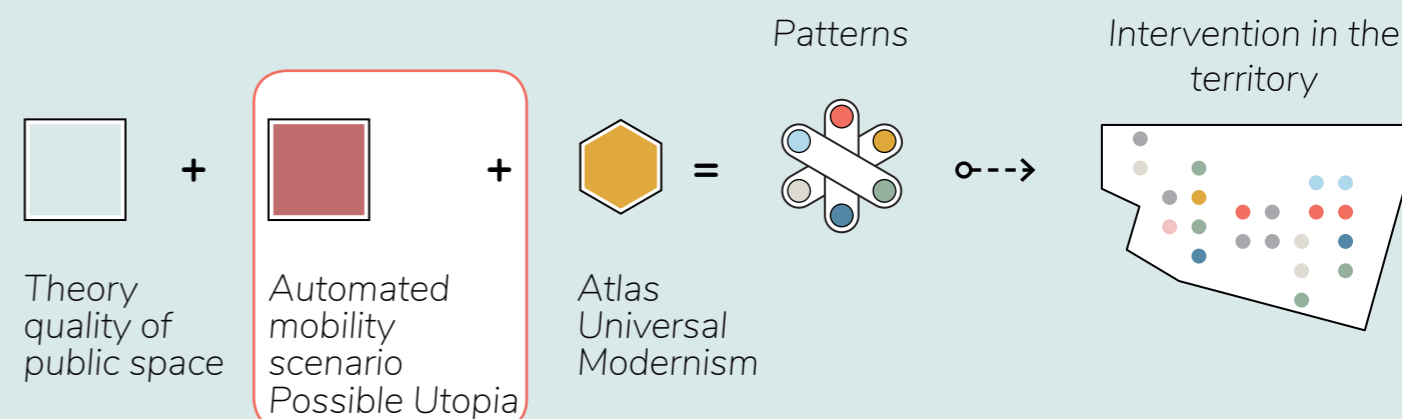 Patterns
Intervention in the
territory
+
+
=
Theory
quality of
public space
Automated
mobility
scenario
Possible Utopia
Atlas
Universal
Modernism